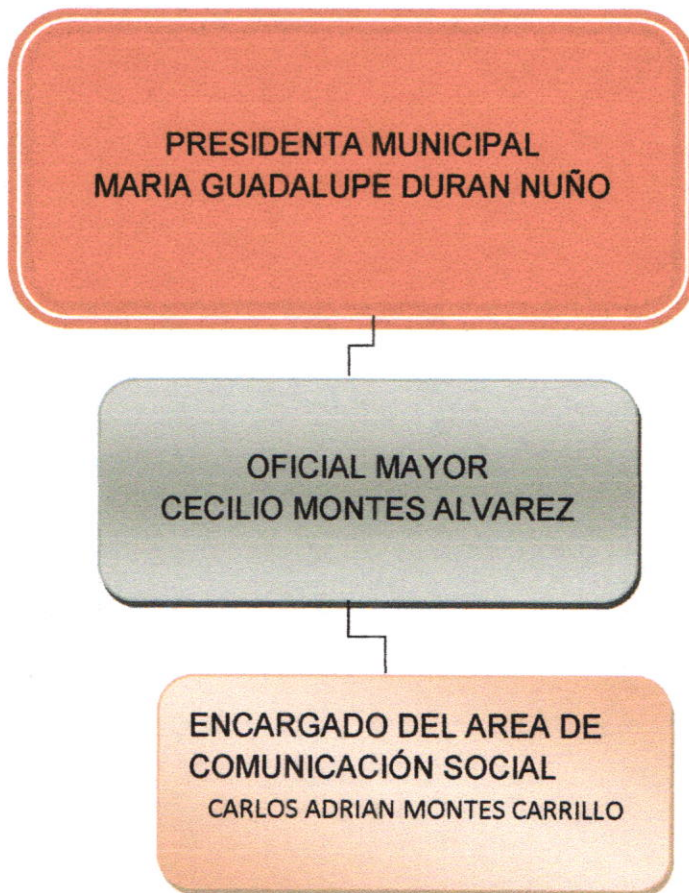 PRESIDENTA MUNICIPAL
MARIA GUADALUPE DURAN NUÑO
OFICIAL MAYOR
CECILIO MONTES ALVAREZ
ENCARGADO DEL AREA DE
COMUNICACIÓN SOCIAL
CARLOS ADRIAN MONTES CARRILLO